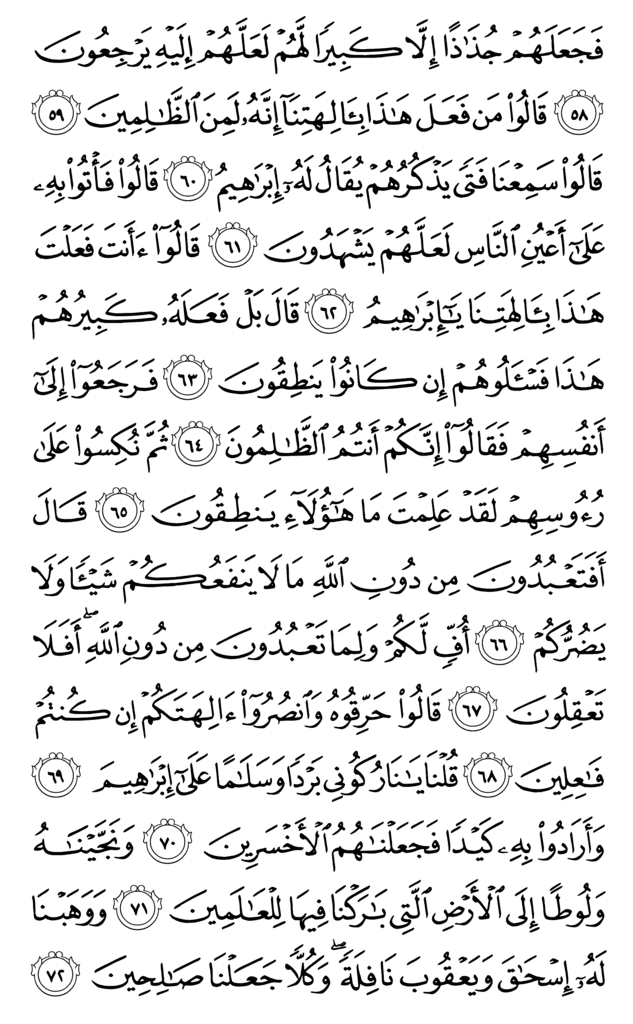 فَجَعَلَهُمْ جُذَٰذًا إِلَّا كَبِيرًا لَّهُمْ لَعَلَّهُمْ إِلَيْهِ يَرْجِعُونَ
٥٨ قَالُوا۟ مَن فَعَلَ هَٰذَا بِـَٔالِهَتِنَآ إِنَّهُۥ لَمِنَ ٱلظَّٰلِمِينَ ٥٩
قَالُوا۟ سَمِعْنَا فَتًى يَذْكُرُهُمْ يُقَالُ لَهُۥٓ إِبْرَٰهِيمُ ٦٠ قَالُوا۟ فَأْتُوا۟ بِهِۦ
عَلَىٰٓ أَعْيُنِ ٱلنَّاسِ لَعَلَّهُمْ يَشْهَدُونَ ٦١ قَالُوٓا۟ ءَأَنتَ فَعَلْتَ
هَٰذَا بِـَٔالِهَتِنَا يَٰٓإِبْرَٰهِيمُ ٦٢ قَالَ بَلْ فَعَلَهُۥ كَبِيرُهُمْ
هَٰذَا فَسْـَٔلُوهُمْ إِن كَانُوا۟ يَنطِقُونَ ٦٣ فَرَجَعُوٓا۟ إِلَىٰٓ
أَنفُسِهِمْ فَقَالُوٓا۟ إِنَّكُمْ أَنتُمُ ٱلظَّٰلِمُونَ ٦٤ ثُمَّ نُكِسُوا۟ عَلَىٰ
رُءُوسِهِمْ لَقَدْ عَلِمْتَ مَا هَٰٓؤُلَآءِ يَنطِقُونَ ٦٥ قَالَ
أَفَتَعْبُدُونَ مِن دُونِ ٱللَّهِ مَا لَا يَنفَعُكُمْ شَيْـًٔا وَلَا
يَضُرُّكُمْ ٦٦ أُفٍّ لَّكُمْ وَلِمَا تَعْبُدُونَ مِن دُونِ ٱللَّهِ ۖ أَفَلَا
تَعْقِلُونَ ٦٧ قَالُوا۟ حَرِّقُوهُ وَٱنصُرُوٓا۟ ءَالِهَتَكُمْ إِن كُنتُمْ
فَٰعِلِينَ ٦٨ قُلْنَا يَٰنَارُ كُونِى بَرْدًا وَسَلَٰمًا عَلَىٰٓ إِبْرَٰهِيمَ ٦٩
وَأَرَادُوا۟ بِهِۦ كَيْدًا فَجَعَلْنَٰهُمُ ٱلْأَخْسَرِينَ ٧٠ وَنَجَّيْنَٰهُ
وَلُوطًا إِلَى ٱلْأَرْضِ ٱلَّتِى بَٰرَكْنَا فِيهَا لِلْعَٰلَمِينَ ٧١ وَوَهَبْنَا
لَهُۥٓ إِسْحَٰقَ وَيَعْقُوبَ نَافِلَةً ۖ وَكُلًّا جَعَلْنَا صَٰلِحِينَ ٧٢